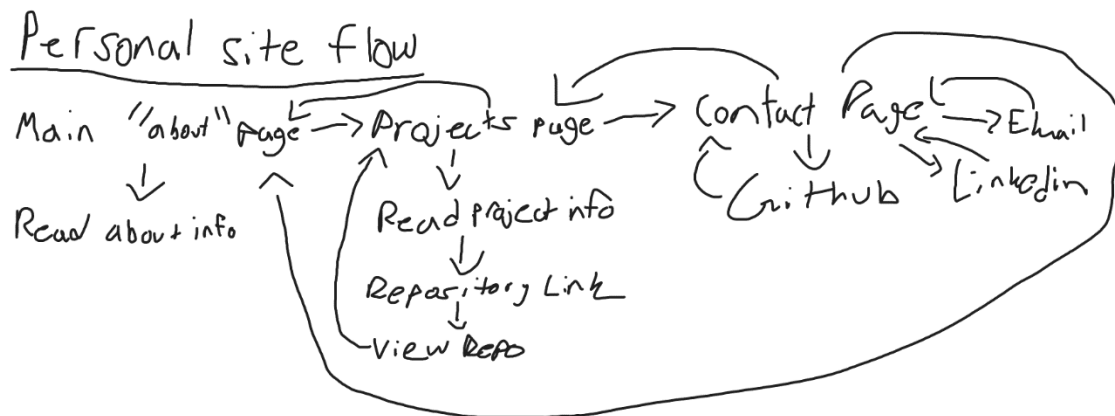 Personal site flow
Main "about" page Projects page Contact Page Email
Github Linkedin
Read about info Read project info
Repository Link
View Repo